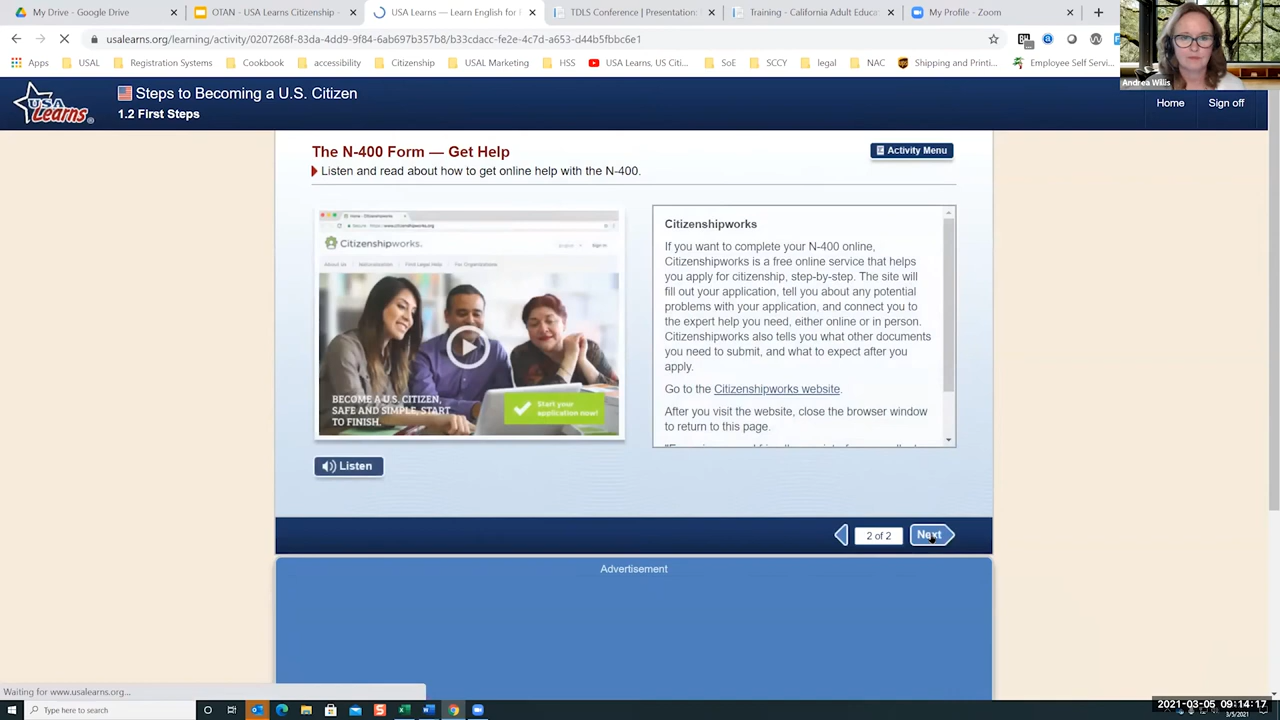 My Drive - Google Drive
OTAN - USA Learns Citizenship -
USA Learns — Learn English for
TDLS Conference | Presentation:
Training - California Adult Educ
My Profile - Zoom
usalearns.org/learning/activity/0207268f-83da-4dd9-9f84-6ab697b357b8/b33cdacc-fe2e-4c7d-a653-d44b5fbbc6e1
Apps
USAL
Registration Systems
Cookbook
accessibility
Citizenship
USAL Marketing
HSS
USA Learns, US Citi...
SoE
SCCY
legal
NAC
Shipping and Printi...
Employee Self Servi...
Andrea Willis
USA
Learns
Steps to Becoming a U.S. Citizen
1.2 First Steps
Home
Sign off
The N-400 Form — Get Help
Activity Menu
Listen and read about how to get online help with the N-400.
Citizenshipworks.
BECOME A U.S. CITIZEN,
SAFE AND SIMPLE, START
TO FINISH.
Start your
application now!
Citizenshipworks
If you want to complete your N-400 online,
Citizenshipworks is a free online service that helps
you apply for citizenship, step-by-step. The site will
fill out your application, tell you about any potential
problems with your application, and connect you to
the expert help you need, either online or in person.
Citizenshipworks also tells you what other documents
you need to submit, and what to expect after you
apply.
Go to the Citizenshipworks website.
After you visit the website, close the browser window
to return to this page.
Listen
2 of 2
Next
Advertisement
Waiting for www.usalearns.org...
Type here to search
2021-03-05 09:14:17
3/5/2021